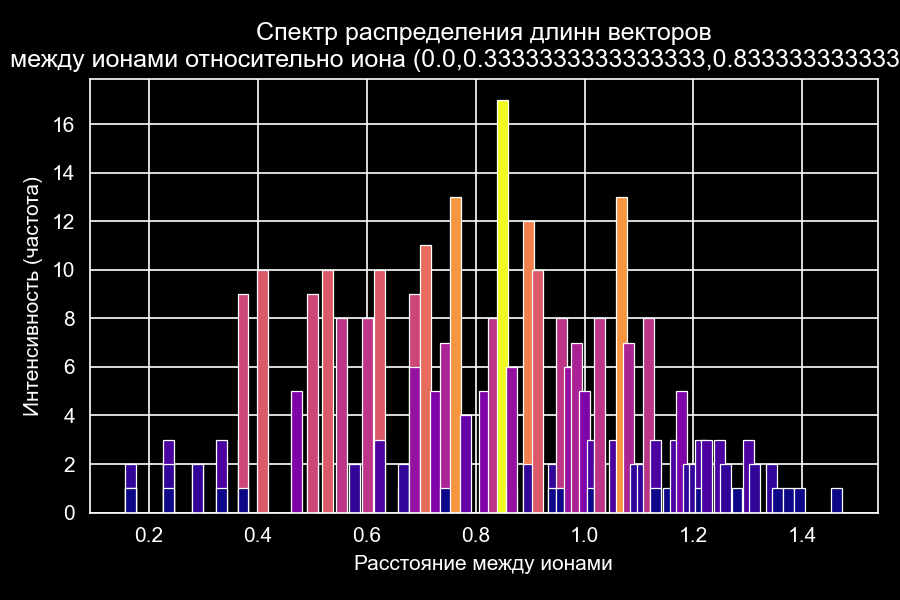 Спектр распределения длинн векторов
между ионами относительно иона (0.0,0.3333333333333333,0.833333333333
Интенсивность (частота)
16
14
12
10
8
6
4
2
0
0.2 0.4 0.6 0.8 1.0 1.2 1.4
Расстояние между ионами